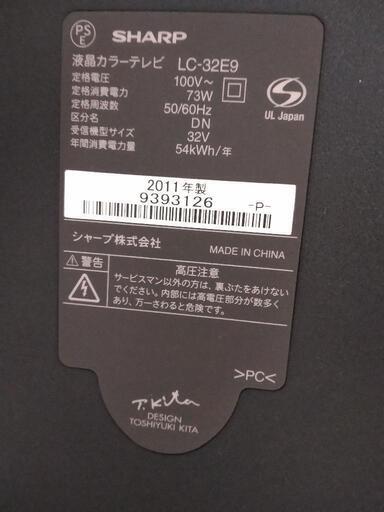 PS
E
SHARP
液晶カラーテレビ LC-32E9
定格電圧 100V~
定格消費電力 73W
定格周波数 50/60Hz
区分名 DN
受信機型サイズ 32V
年間消費電力量 54kWh/年
UL Japan
2011年製
9393126 -P-
シャープ株式会社
MADE IN CHINA
警告
高圧注意
サービスマン以外の方は、裏ぶたをあけないで
ください。内部には高電圧部分が数多く
あり、万一さわると危険です。
>PC<
T. Kita
DESIGN
TOSHIYUKI KITA